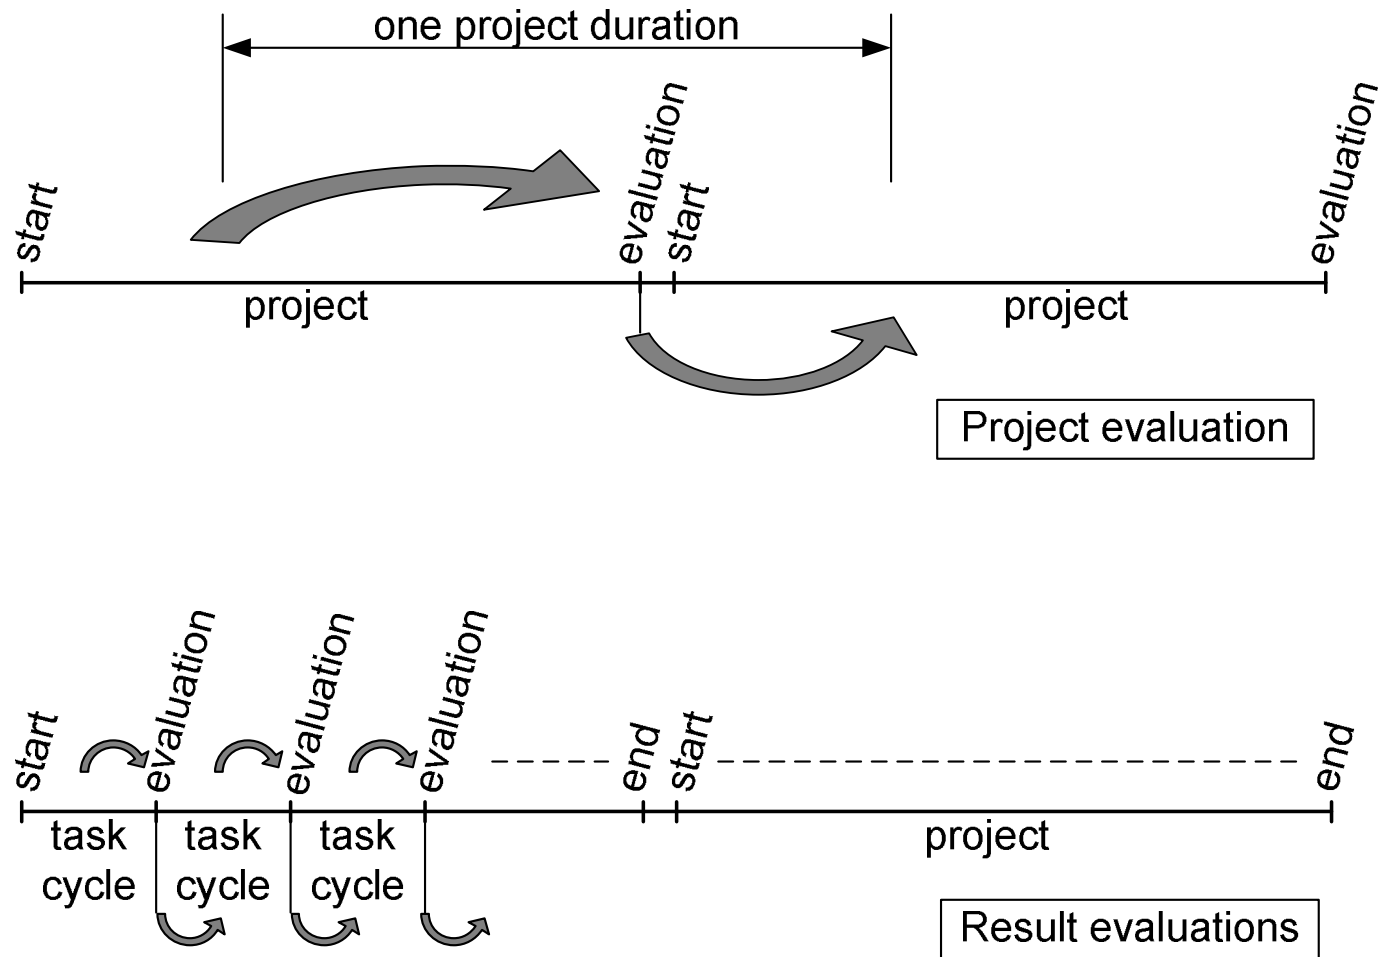 one project duration
start
evaluation
start
evaluation
project
project
Project evaluation
start
evaluation
evaluation
evaluation
end
start
end
task
cycle
task
cycle
task
cycle
project
Result evaluations